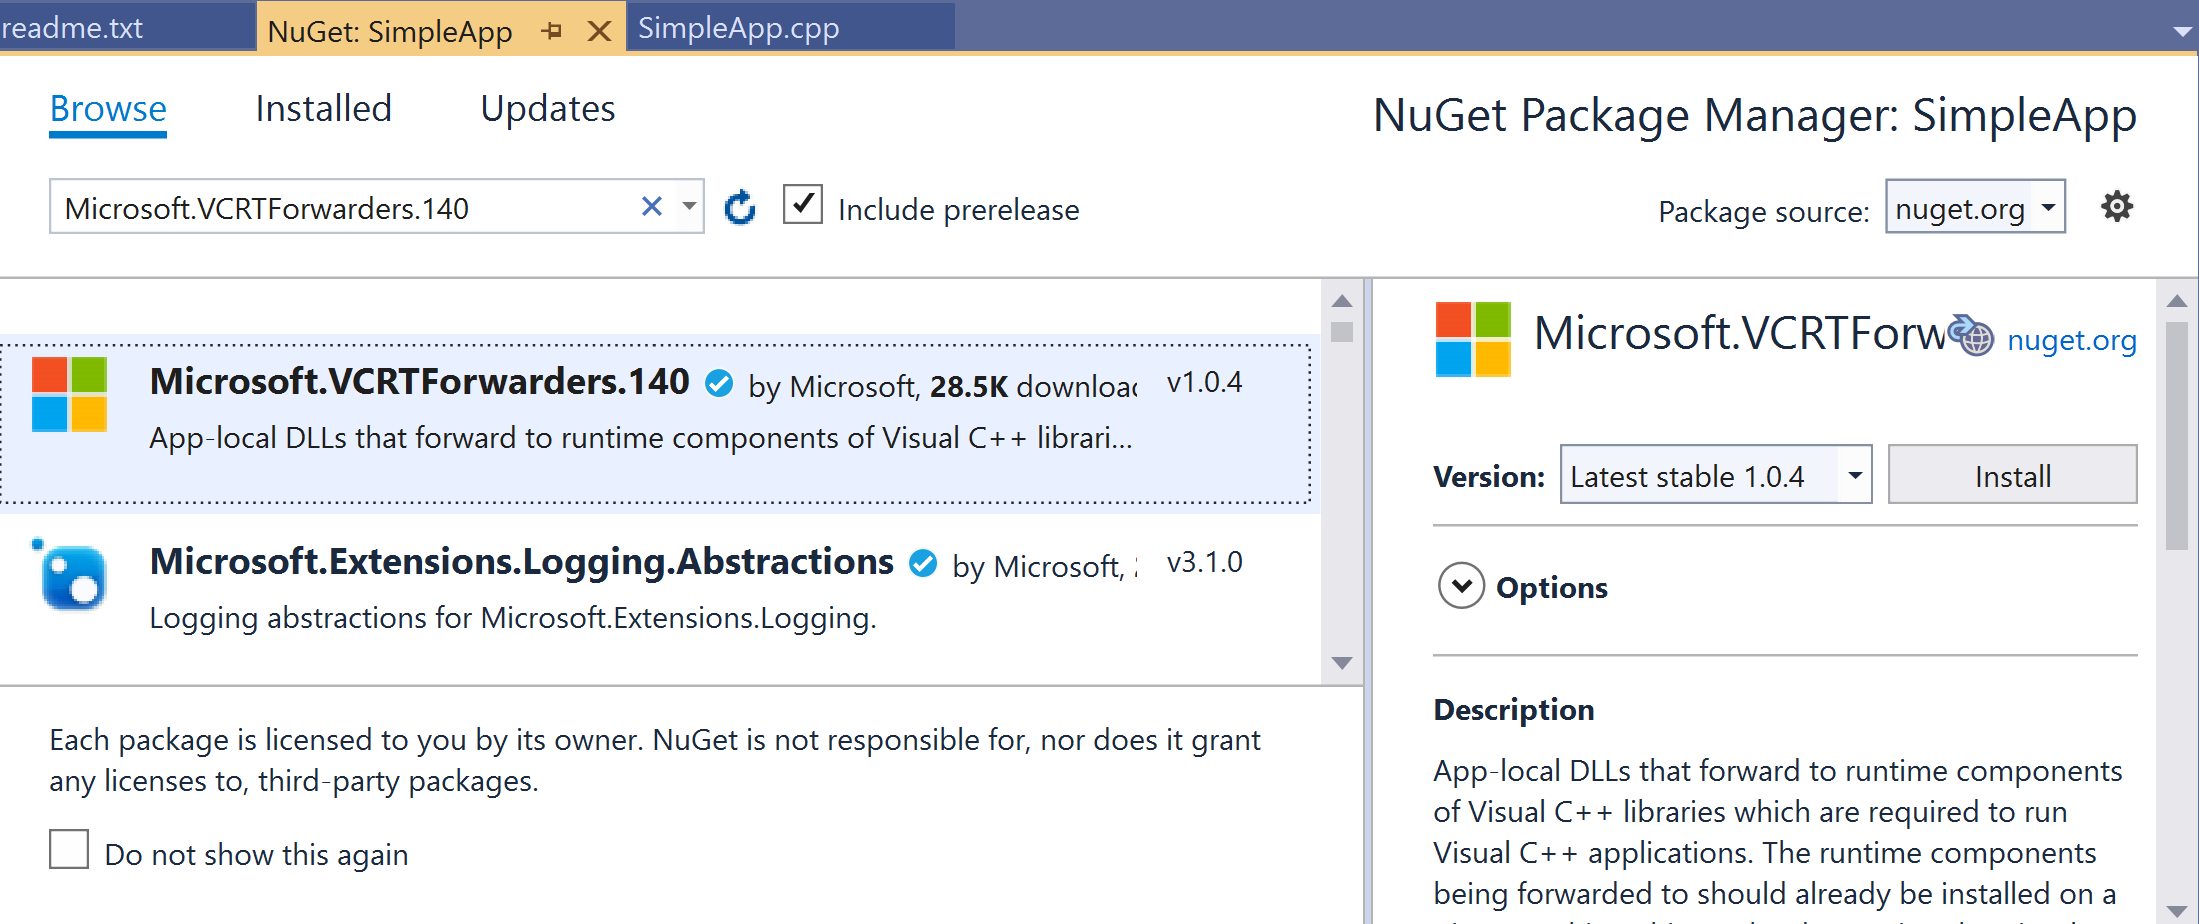 readme.txt
NuGet: SimpleApp
SimpleApp.cpp
Browse
Installed
Updates
NuGet Package Manager: SimpleApp
Microsoft.VCRTForwarders.140
Include prerelease
Package source:
nuget.org
Microsoft.VCRTForwarders.140
by Microsoft, 28.5K
v1.0.4
App-local DLLs that forward to runtime components of Visual C++ librari...
Microsoft.Extensions.Logging.Abstractions
by Microsoft,
v3.1.0
Logging abstractions for Microsoft.Extensions.Logging.
Each package is licensed to you by its owner. NuGet is not responsible for, nor does it grant
any licenses to, third-party packages.
Do not show this again
Microsoft.VCRTForw
nuget.org
Version:
Latest stable 1.0.4
Install
Options
Description
App-local DLLs that forward to runtime components
of Visual C++ libraries which are required to run
Visual C++ applications. The runtime components
being forwarded to should already be installed on a